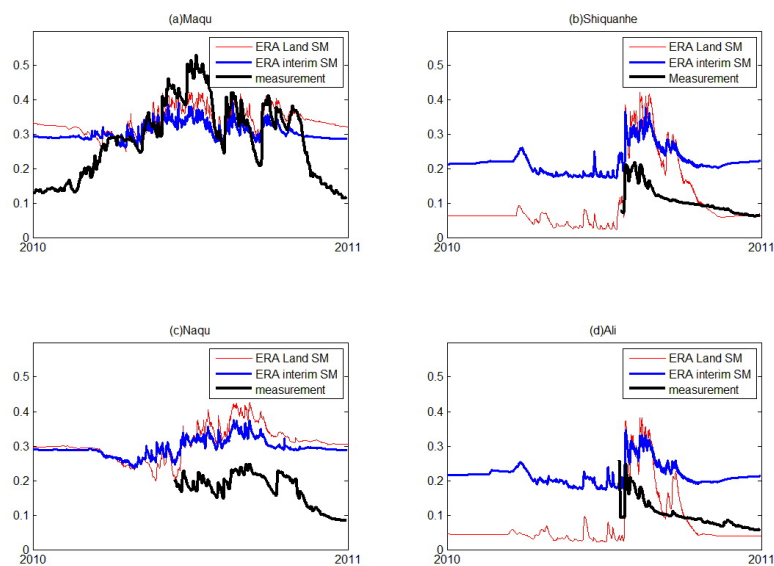 (a)Maqu
ERA Land SM
ERA interim SM
measurement
0.5
0.4
0.3
0.2
0.1
0
2010
2011
(b)Shiquanhe
ERA Land SM
ERA interim SM
Measurement
0.5
0.4
0.3
0.2
0.1
0
2010
2011
(c)Naqu
ERA Land SM
ERA interim SM
measurement
0.5
0.4
0.3
0.2
0.1
0
2010
2011
(d)Ali
ERA Land SM
ERA interim SM
measurement
0.5
0.4
0.3
0.2
0.1
0
2010
2011